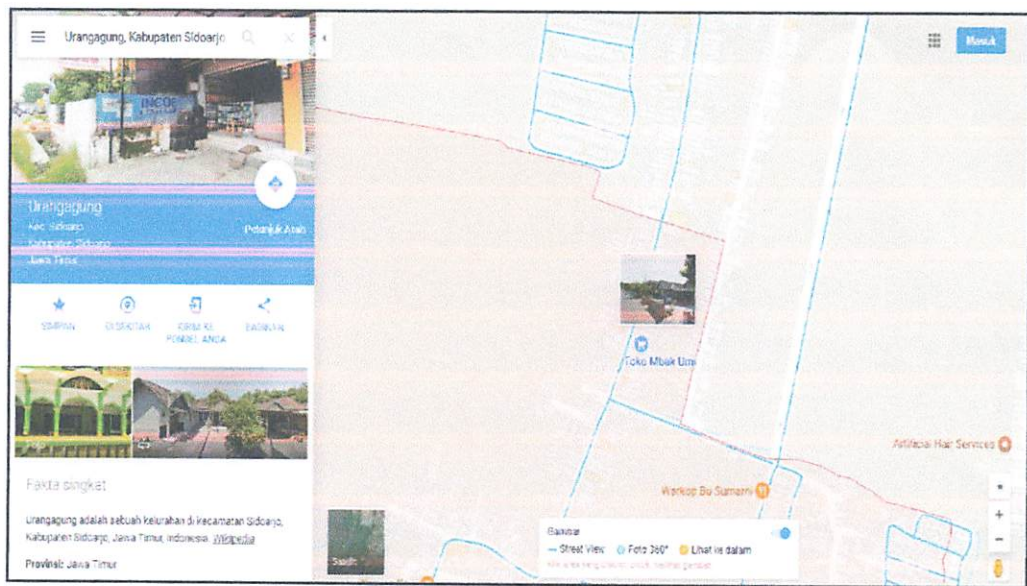 Urangagung, Kabupaten Sidoarjo
Masuk
Urangagung
Kec. Sidoarjo
Kabupaten Sidoarjo
Jawa Timur
Petunjuk Arah
SIMPAN
DI SEKITAR
KIRIM KE PONSEL ANDA
BAGIKAN
Toko Mbak Umi
Artificial Hair Services
Warkop Bu Sumarni
Fakta singkat
Urangagung adalah sebuah kelurahan di kecamatan Sidoarjo,
Kabupaten Sidoarjo, Jawa Timur, Indonesia. Wikipedia
Provinsi: Jawa Timur
Gambar
Street View
Foto 360°
Lihat ke dalam